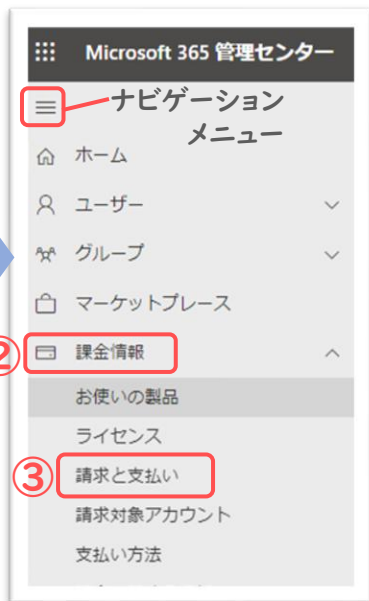 Microsoft 365 管理センター
ナビゲーション
メニュー
ホーム
ユーザー
グループ
マーケットプレース
② 課金情報
お使いの製品
ライセンス
③ 請求と支払い
請求対象アカウント
支払い方法